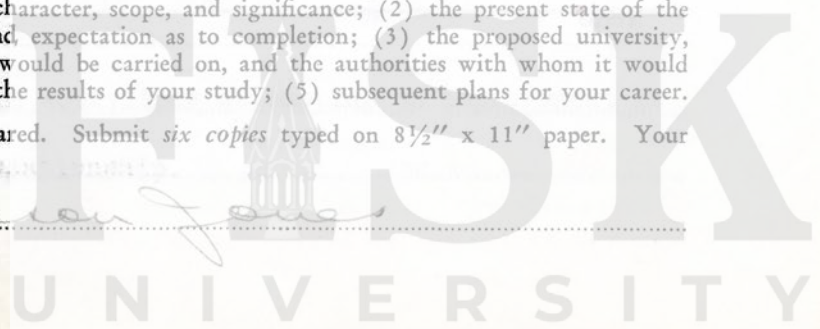 character, scope, and significance; (2) the present state of the
expectation as to completion; (3) the proposed university,
would be carried on, and the authorities with whom it would
the results of your study; (5) subsequent plans for your career.
Submit six copies typed on 8½" x 11" paper. Your
Jones
FISK
UNIVERSITY